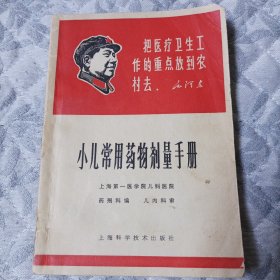 把医疗卫生工
作的重点放到农
村去。毛泽东
小儿常用药物剂量手册
上海第一医学院儿科医院
药剂科编 儿内科审
上海科学技术出版社